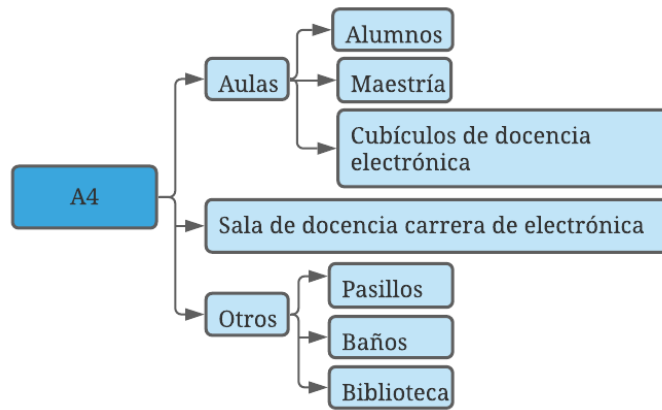 Alumnos
Aulas
Maestría
Cubículos de docencia
electrónica
A4
Sala de docencia carrera de electrónica
Pasillos
Otros
Baños
Biblioteca